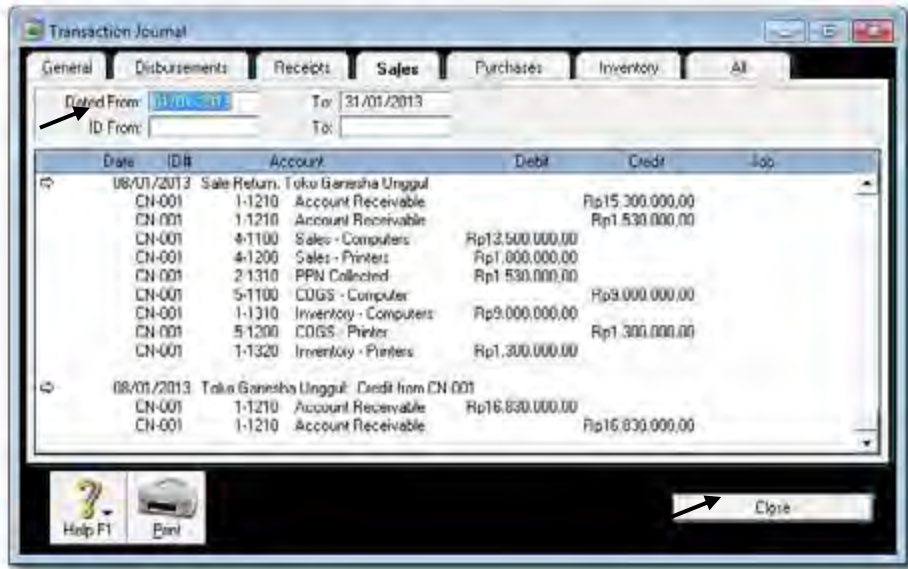 Transaction Journal
General Disbursements Receipts Sales Purchases Inventory All
Dated From: To: 31/01/2013
ID From: To:
Date ID# Account Debit Credit Job
08/01/2013 Sale Return: Toko Ganesha Unggul
CN-001 1-1210 Account Receivable Rp15.300.000,00
CN-001 1-1210 Account Receivable Rp1.530.000,00
CN-001 4-1100 Sales - Computers Rp13.500.000,00
CN-001 4-1200 Sales - Printers
CN-001 2-1310 PPN Collected Rp1.530.000,00
CN-001 5-1100 COGS - Computer Rp9.000.000,00
CN-001 1-1310 Inventory - Computers Rp9.000.000,00
CN-001 5-1200 COGS - Printer Rp1.300.000,00
CN-001 1-1320 Inventory - Printers Rp1.300.000,00
08/01/2013 Toko Ganesha Unggul: Credit from CN-001
CN-001 1-1210 Account Receivable Rp16.830.000,00
CN-001 1-1210 Account Receivable Rp16.830.000,00
Help F1 Print Close